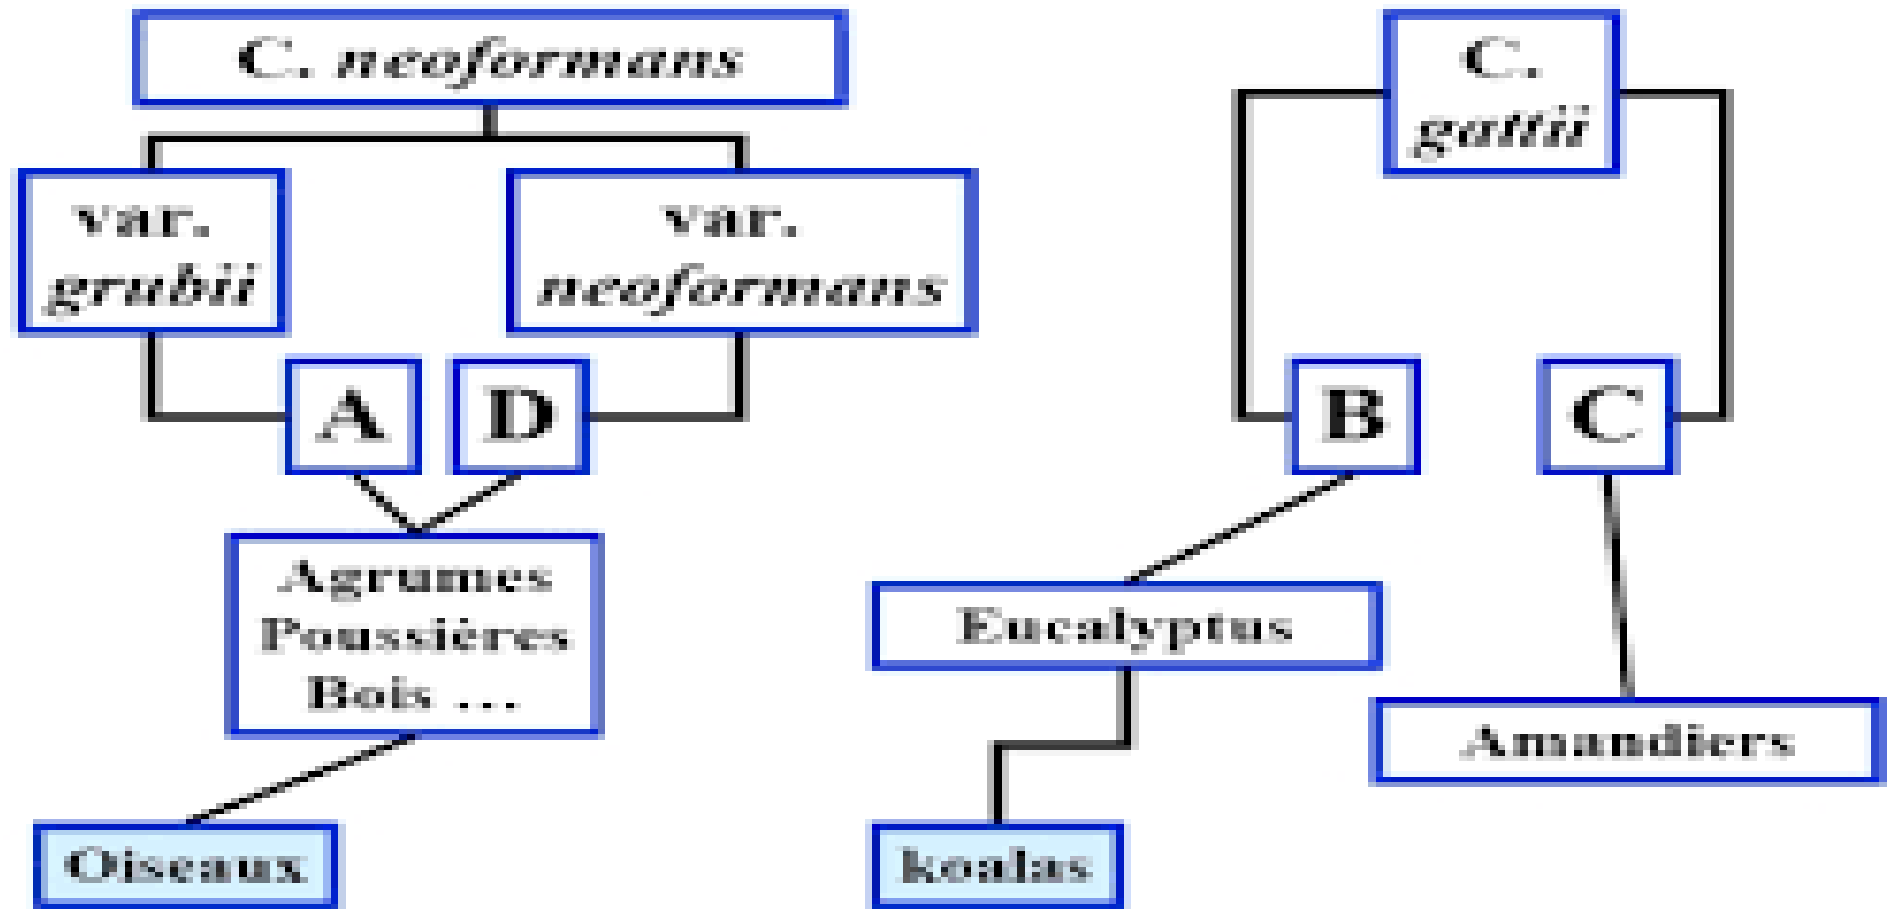 C. neoformans
C.
gattii
var.
grubii
var.
neoformans
A
D
B
C
Agrumes
Poussières
Bois ...
Eucalyptus
Amandiers
Oiseaux
koalas